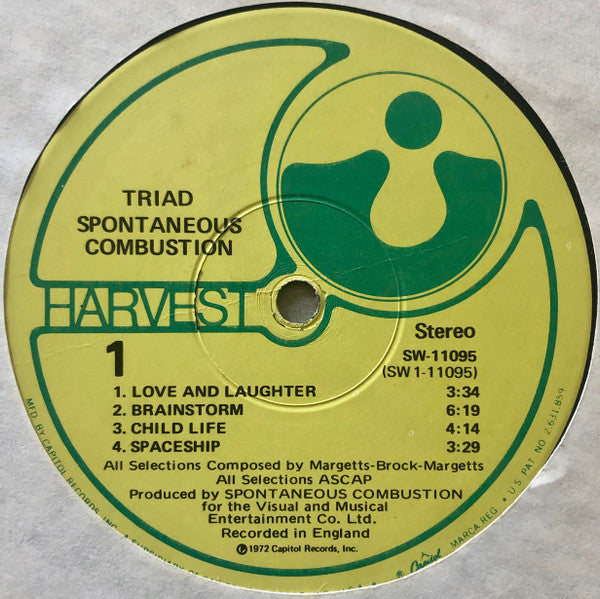 TRIAD
SPONTANEOUS
COMBUSTION
HARVEST
Stereo
1
SW-11095
(SW 1-11095)
1. LOVE AND LAUGHTER 3:34
2. BRAINSTORM 6:19
3. CHILD LIFE 4:14
4. SPACESHIP 3:29
All Selections Composed by Margetts-Brock-Margetts
All Selections ASCAP
Produced by SPONTANEOUS COMBUSTION
for the Visual and Musical
Entertainment Co. Ltd.
Recorded in England
Ⓟ1972 Capitol Records, Inc.
MFD. BY CAPITOL RECORDS, INC.
® Capitol MARCA REG. • U.S. PAT. NO. 2,631,859